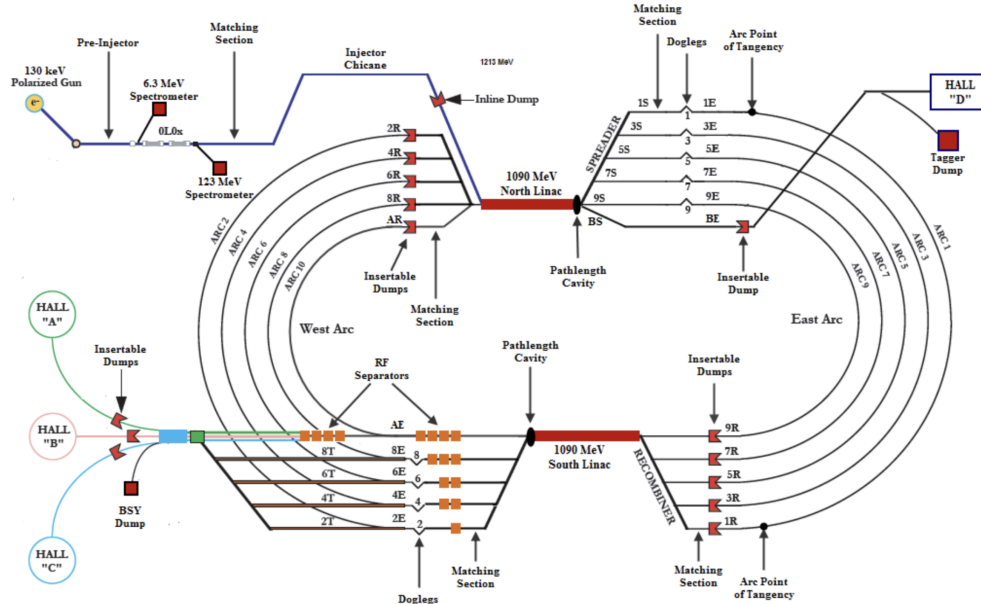 130 keV
Polarized Gun
e-
Pre-Injector
6.3 MeV
Spectrometer
0L0x
123 MeV
Spectrometer
Matching
Section
Injector
Chicane
1213 MeV
Inline Dump
2R
4R
6R
8R
AR
ARC 2
ARC 4
ARC 6
ARC 8
ARC 10
Insertable
Dumps
Matching
Section
1090 MeV
North Linac
Pathlength
Cavity
SPREADER
1S
3S
5S
7S
9S
BS
Matching
Section
Doglegs
1
3
5
7
9
1E
3E
5E
7E
9E
BE
Arc Point
of Tangency
Insertable
Dump
HALL
"D"
Tagger
Dump
ARC 1
ARC 3
ARC 5
ARC 7
ARC 9
West Arc
East Arc
HALL
"A"
HALL
"B"
HALL
"C"
Insertable
Dumps
BSY
Dump
RF
Separators
AE
8E
6E
4E
2E
8T
6T
4T
2T
8
6
4
2
Doglegs
Matching
Section
Pathlength
Cavity
1090 MeV
South Linac
RECOMBINER
Insertable
Dumps
9R
7R
5R
3R
1R
Matching
Section
Arc Point
of Tangency